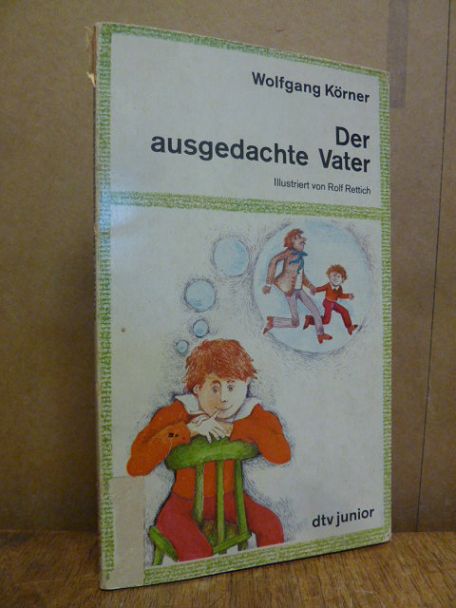 Wolfgang Körner
Der
ausgedachte Vater
Illustriert von Rolf Rettich
dtv junior